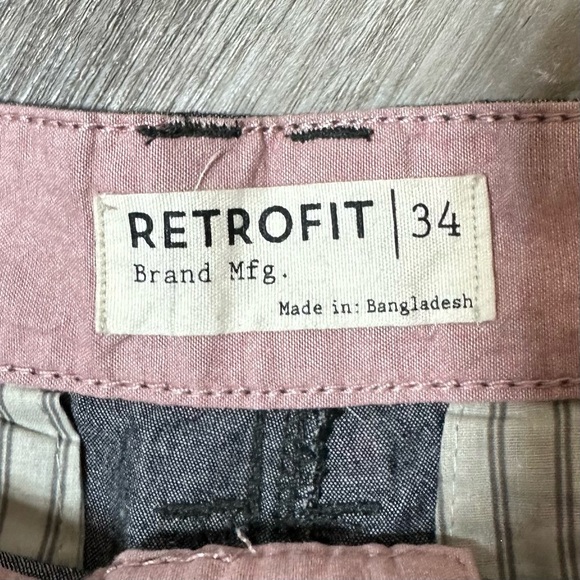 RETROFIT | 34
Brand Mfg.
Made in: Bangladesh